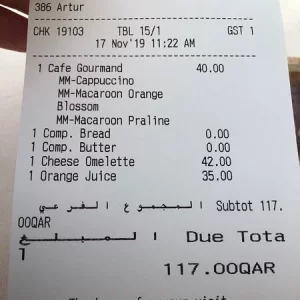 386 Artur
CHK 19103 TBL 15/1 GST 1
17 Nov'19 11:22 AM
1 Cafe Gourmand 40.00
MM-Cappuccino
MM-Macaroon Orange
Blossom
MM-Macaroon Praline
1 Comp. Bread 0.00
1 Comp. Butter 0.00
1 Cheese Omelette 42.00
1 Orange Juice 35.00
المجموع الفرعي Subtot 117.
00QAR
المبلغ Due Tota
l
117.00QAR